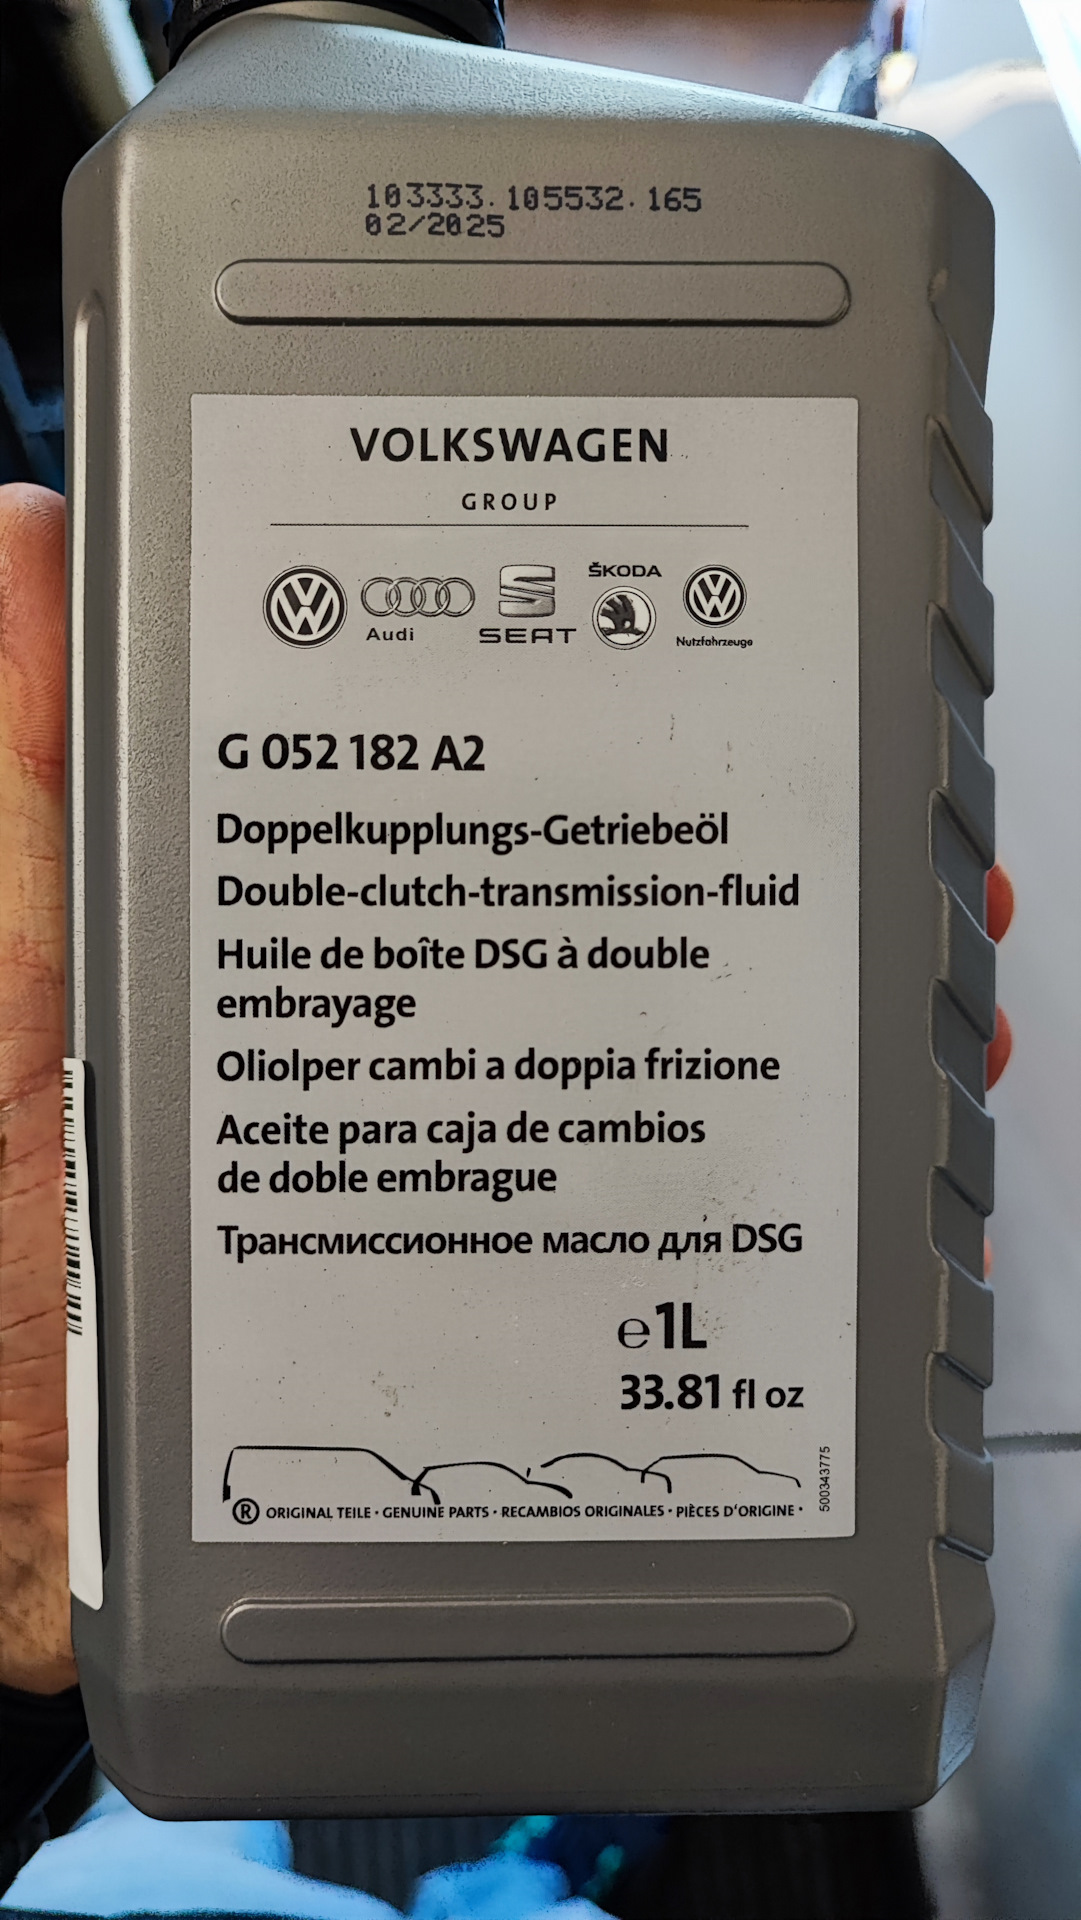 103333. 105532. 165
02/2025
VOLKSWAGEN
GROUP
Audi
SEAT
ŠKODA
Nutzfahrzeuge
G 052 182 A2
Doppelkupplungs-Getriebeöl
Double-clutch-transmission-fluid
Huile de boîte DSG à double
embrayage
Oliolper cambi a doppia frizione
Aceite para caja de cambios
de doble embrague
Трансмиссионное масло для DSG
℮1L
33.81 fl oz
® ORIGINAL TEILE · GENUINE PARTS · RECAMBIOS ORIGINALES · PIÈCES D'ORIGINE ·
500343775